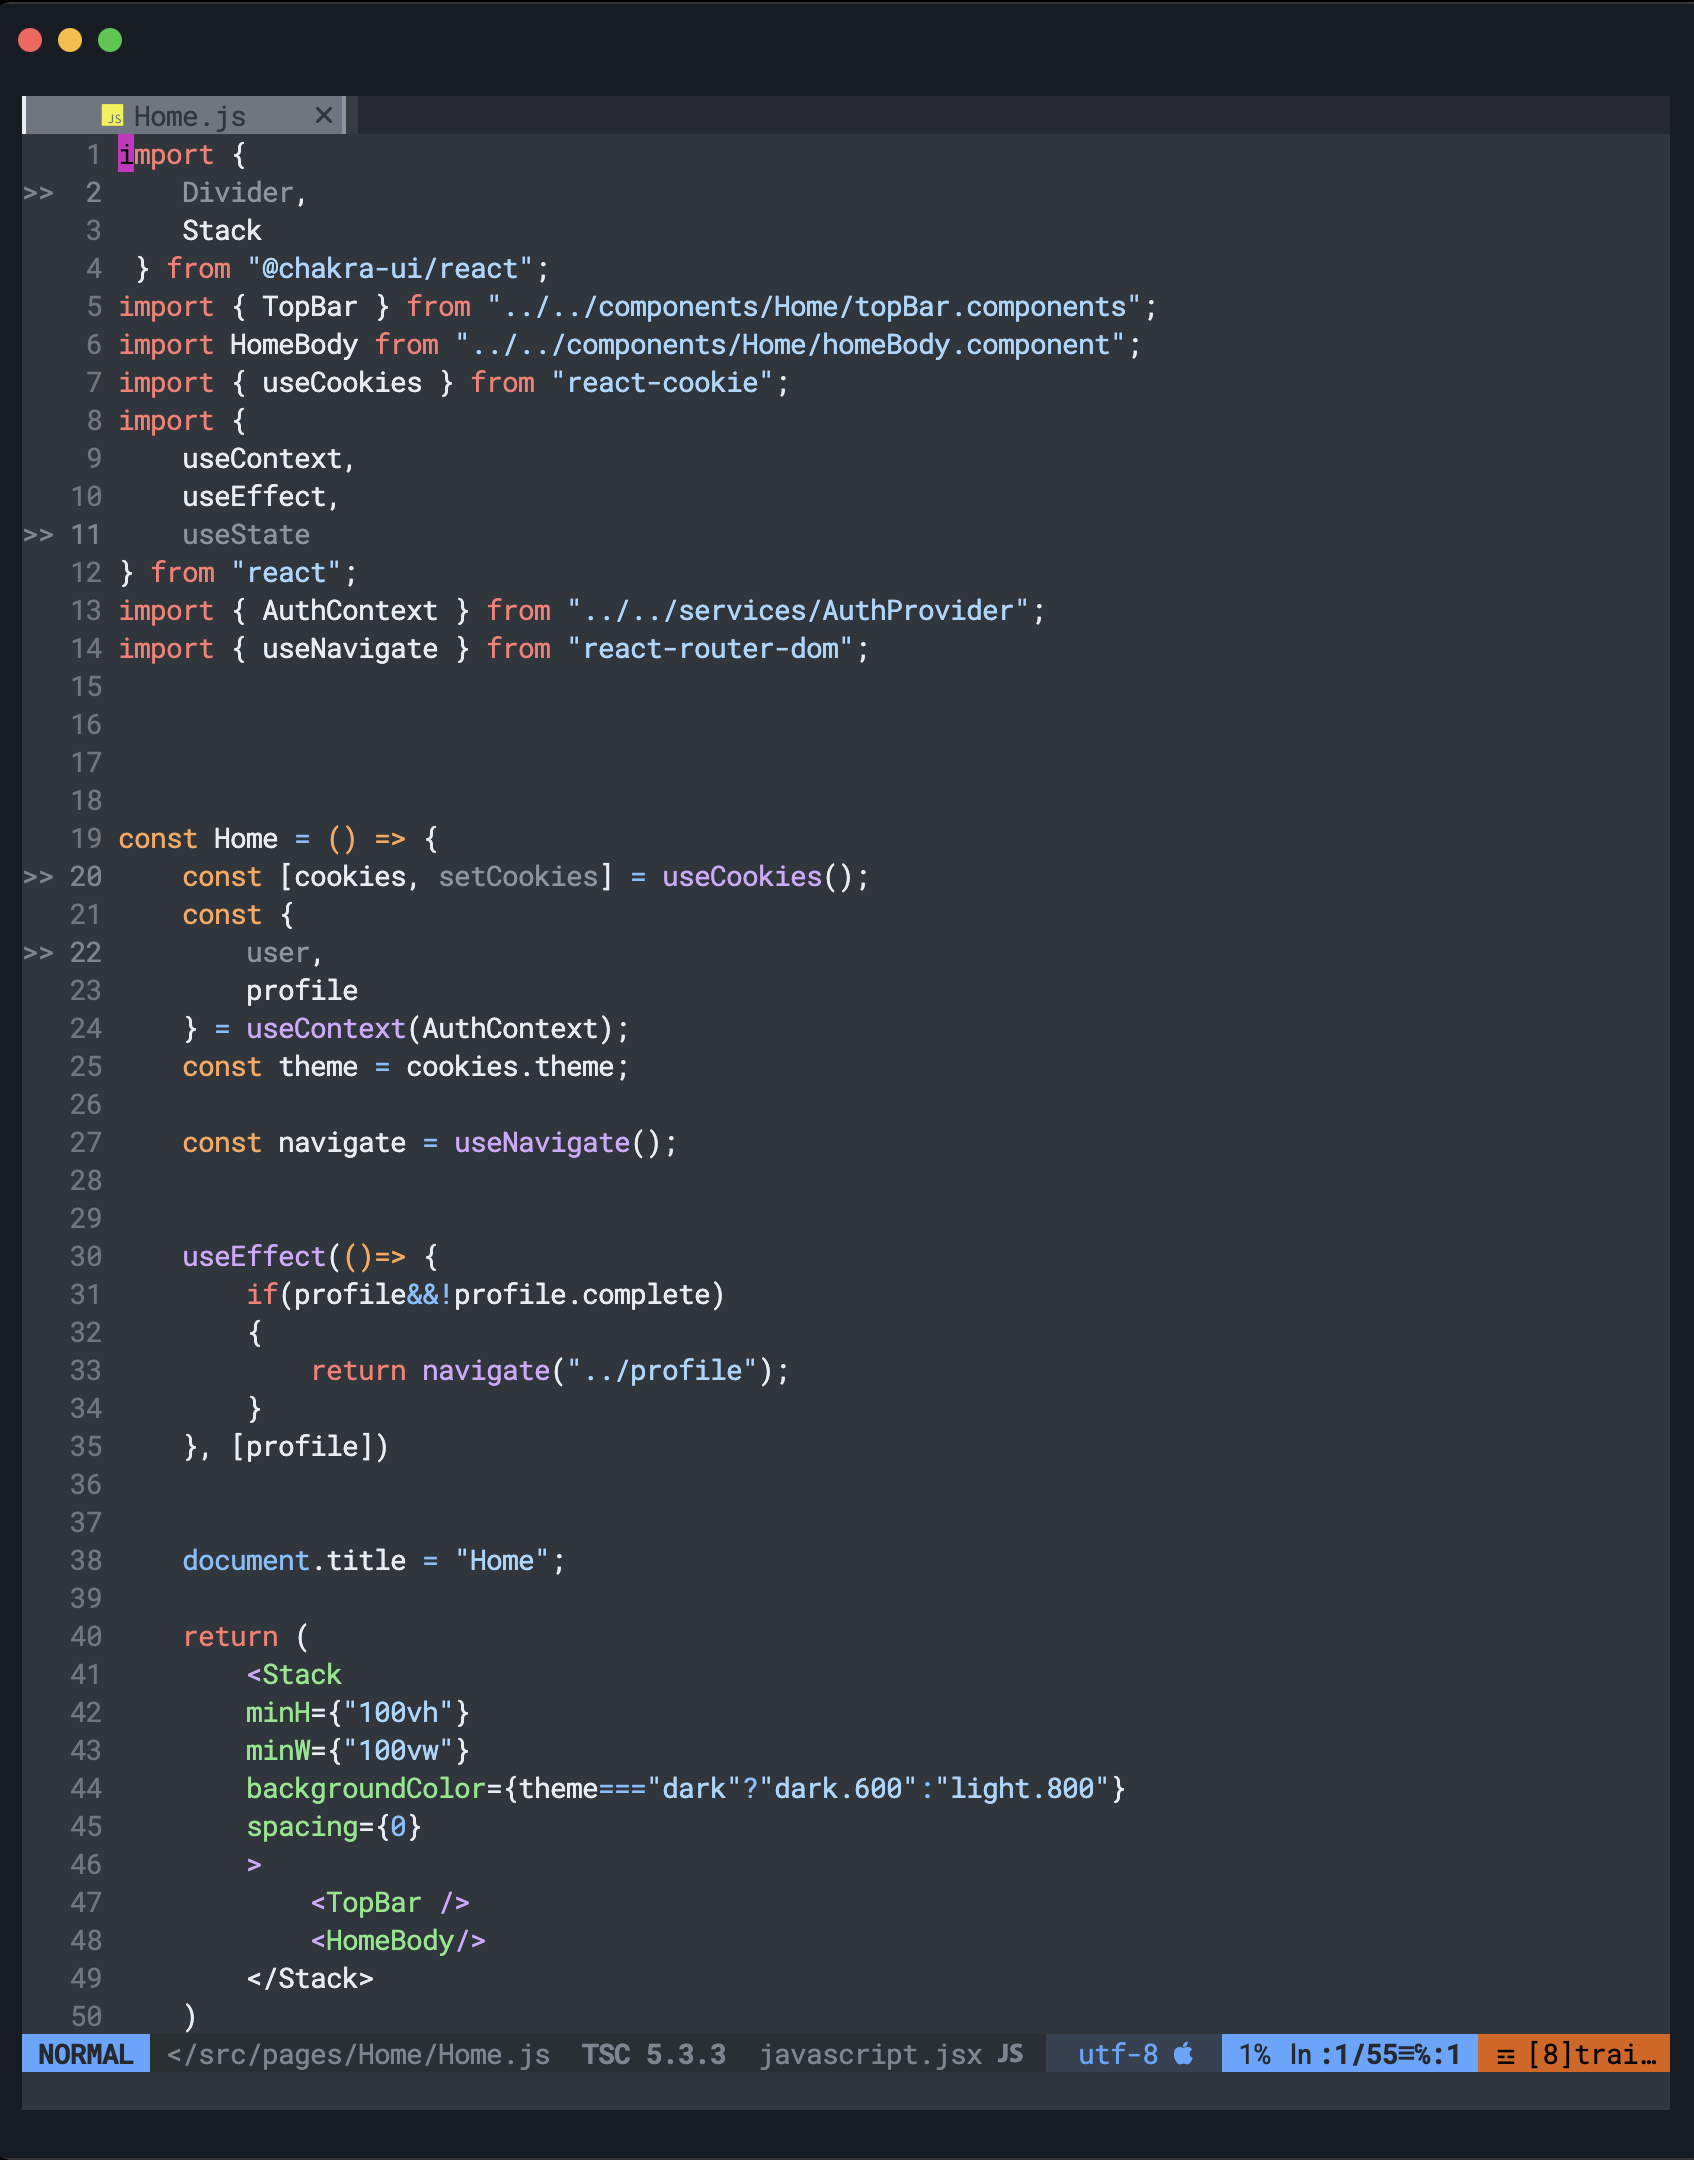 JS Home.js ×
1 import {
>> 2     Divider,
3     Stack
4  } from "@chakra-ui/react";
5 import { TopBar } from "../../components/Home/topBar.components";
6 import HomeBody from "../../components/Home/homeBody.component";
7 import { useCookies } from "react-cookie";
8 import {
9     useContext,
10     useEffect,
>> 11     useState
12 } from "react";
13 import { AuthContext } from "../../services/AuthProvider";
14 import { useNavigate } from "react-router-dom";
15
16
17
18
19 const Home = () => {
>> 20     const [cookies, setCookies] = useCookies();
21     const {
>> 22         user,
23         profile
24     } = useContext(AuthContext);
25     const theme = cookies.theme;
26
27     const navigate = useNavigate();
28
29
30     useEffect(()=> {
31         if(profile&&!profile.complete)
32         {
33             return navigate("../profile");
34         }
35     }, [profile])
36
37
38     document.title = "Home";
39
40     return (
41         <Stack
42         minH={"100vh"}
43         minW={"100vw"}
44         backgroundColor={theme==="dark"?"dark.600":"light.800"}
45         spacing={0}
46         >
47             <TopBar />
48             <HomeBody/>
49         </Stack>
50     )
NORMAL </src/pages/Home/Home.js TSC 5.3.3 javascript.jsx JS utf-8 1% ln :1/55≡℅:1 ☲ [8]trai…